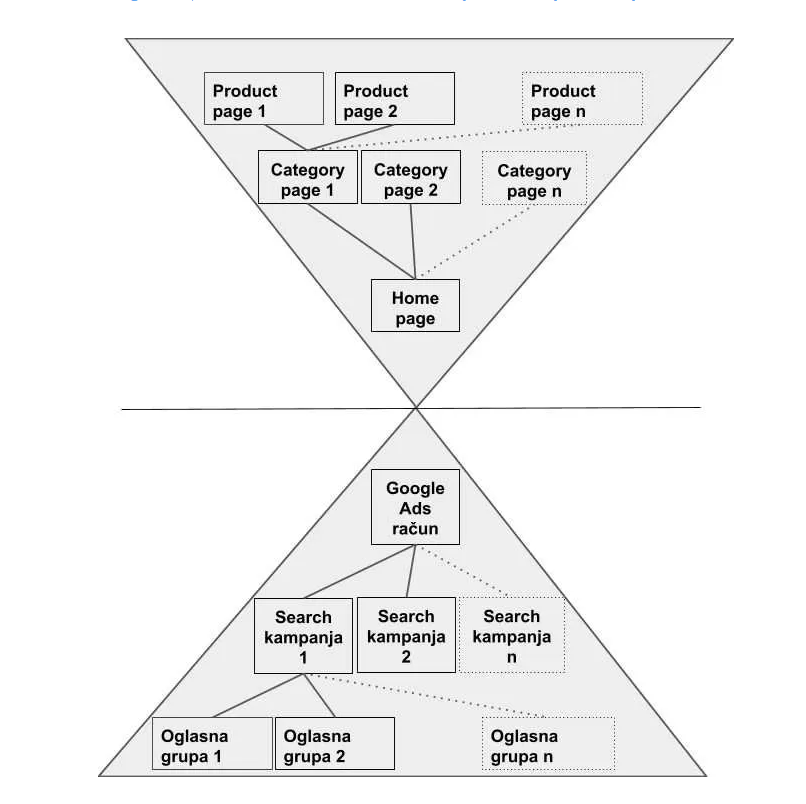 Product
page 1
Product
page 2
Product
page n
Category
page 1
Category
page 2
Category
page n
Home
page
Google
Ads
račun
Search
kampanja
1
Search
kampanja
2
Search
kampanja
n
Oglasna
grupa 1
Oglasna
grupa 2
Oglasna
grupa n